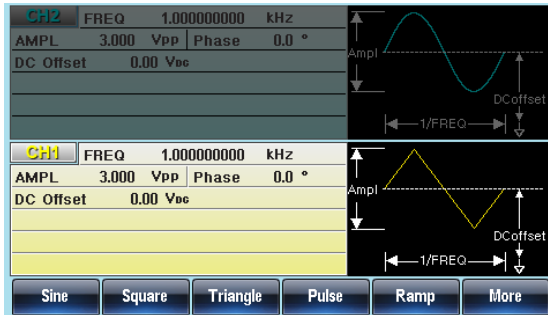 CH2 FREQ 1.000000000 kHz
AMPL 3.000 Vpp Phase 0.0 °
DC Offset 0.00 VDC
Ampl
DCoffset
1/FREQ
CH1 FREQ 1.000000000 kHz
AMPL 3.000 Vpp Phase 0.0 °
DC Offset 0.00 VDC
Ampl
DCoffset
1/FREQ
Sine Square Triangle Pulse Ramp More